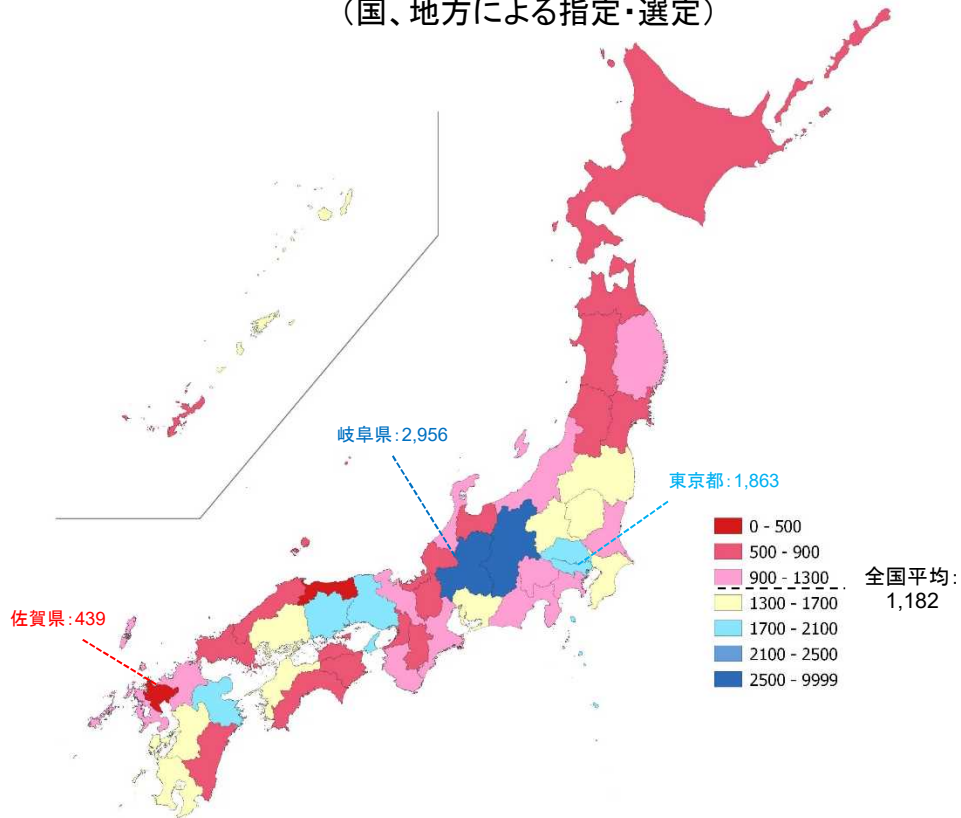 （国、地方による指定・選定）
岐阜県：2,956
東京都：1,863
佐賀県：439
0 - 500
500 - 900
900 - 1300
1300 - 1700
1700 - 2100
2100 - 2500
2500 - 9999
全国平均：
1,182